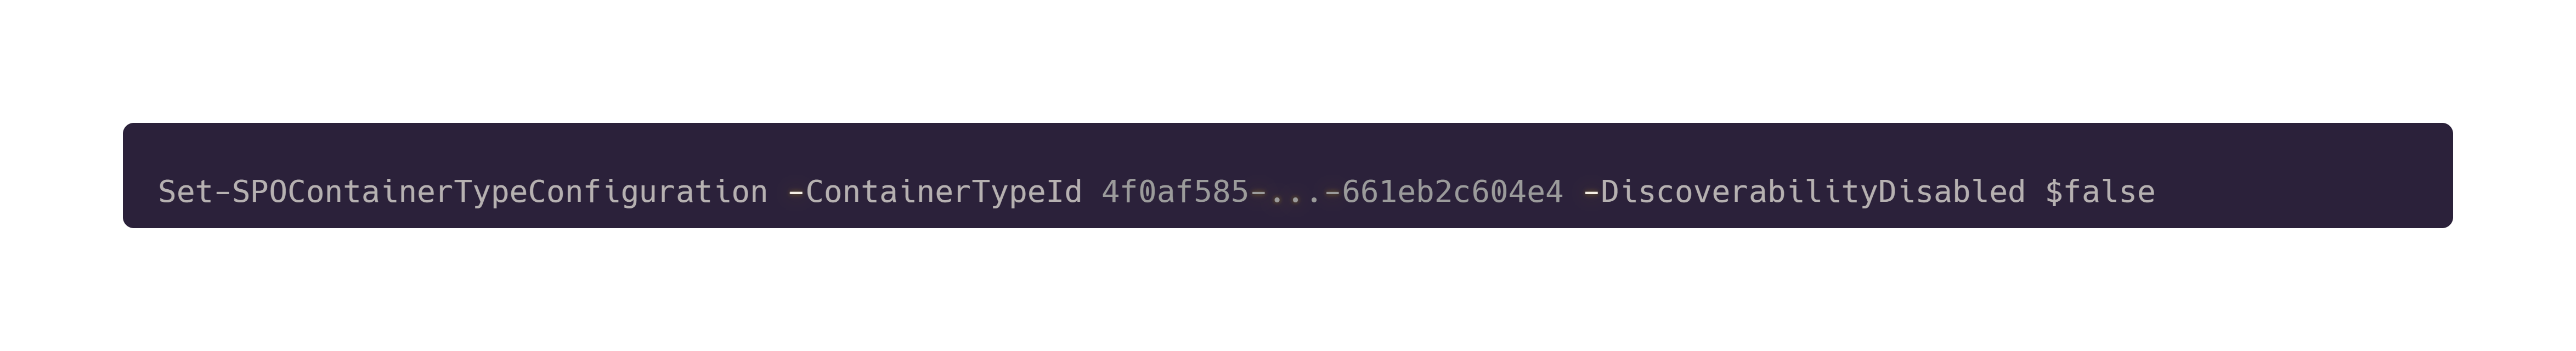 Set-SPOContainerTypeConfiguration -ContainerTypeId 4f0af585-...-661eb2c604e4 -DiscoverabilityDisabled $false